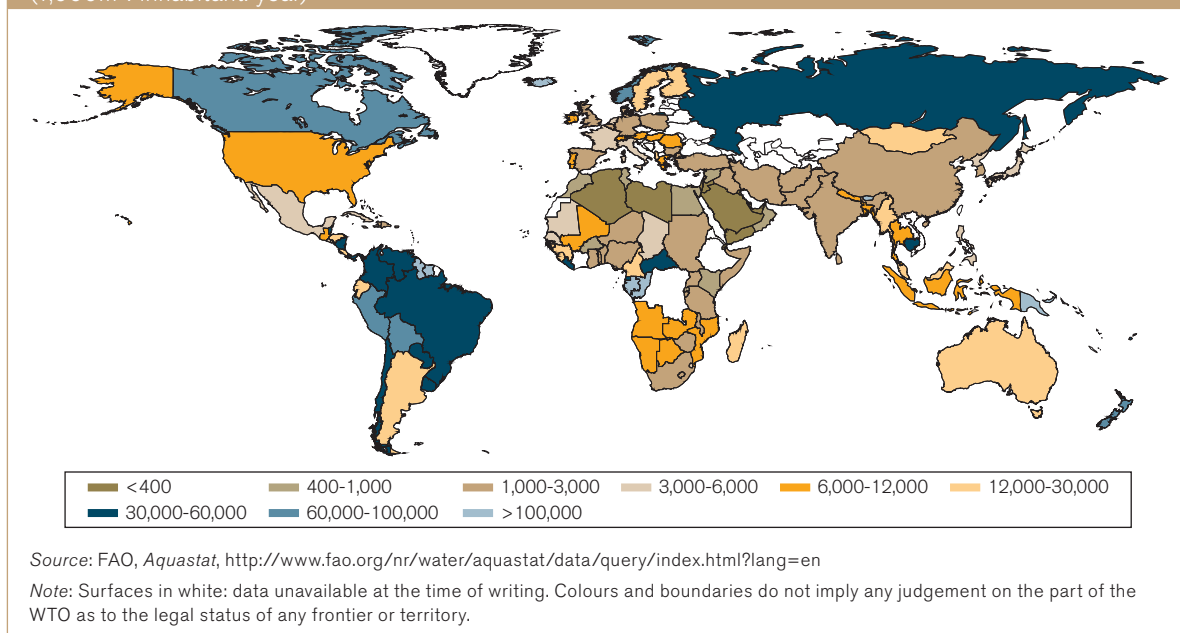 <400 400-1,000 1,000-3,000 3,000-6,000 6,000-12,000 12,000-30,000
30,000-60,000 60,000-100,000 >100,000
Source: FAO, Aquastat, http://www.fao.org/nr/water/aquastat/data/query/index.html?lang=en
Note: Surfaces in white: data unavailable at the time of writing. Colours and boundaries do not imply any judgement on the part of the
WTO as to the legal status of any frontier or territory.